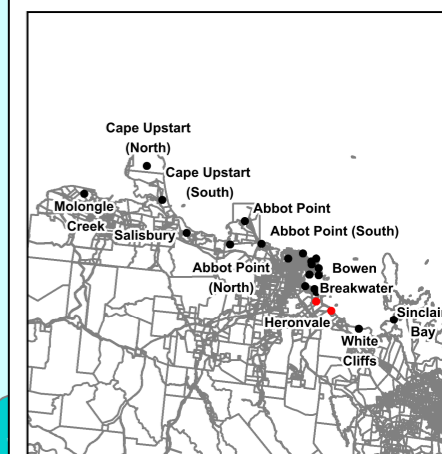 Cape Upstart
(North)
Cape Upstart
(South)
Molongle
Creek
Salisbury
Abbot Point
Abbot Point (South)
Abbot Point
(North)
Bowen
Breakwater
Heronvale
Sinclair
Bay
White
Cliffs